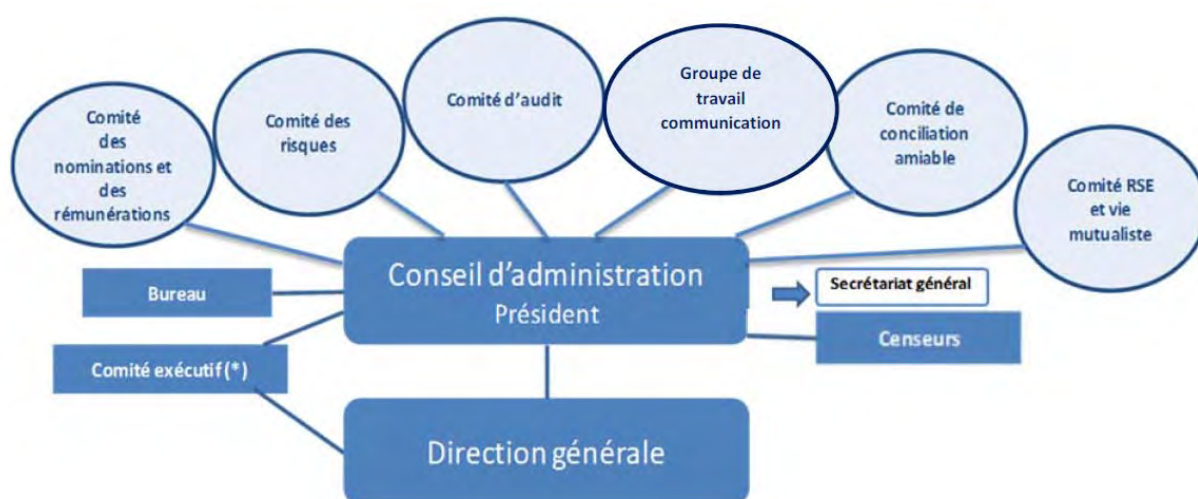 Comité
des
nominations et
des
rémunérations
Comité des
risques
Comité d'audit
Groupe de
travail
communication
Comité de
conciliation
amiable
Comité RSE
et vie
mutualiste
Conseil d'administration
Président
Bureau
Secrétariat général
Comité exécutif (*)
Censeurs
Direction générale